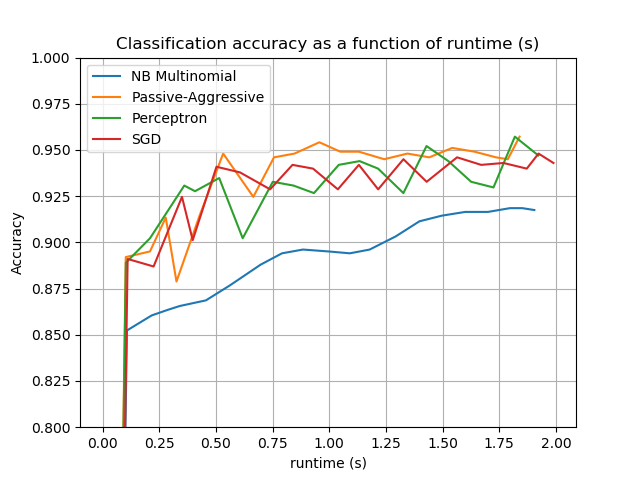 Classification accuracy as a function of runtime (s)
NB Multinomial
Passive-Aggressive
Perceptron
SGD
Accuracy
1.000
0.975
0.950
0.925
0.900
0.875
0.850
0.825
0.800
0.00 0.25 0.50 0.75 1.00 1.25 1.50 1.75 2.00
runtime (s)